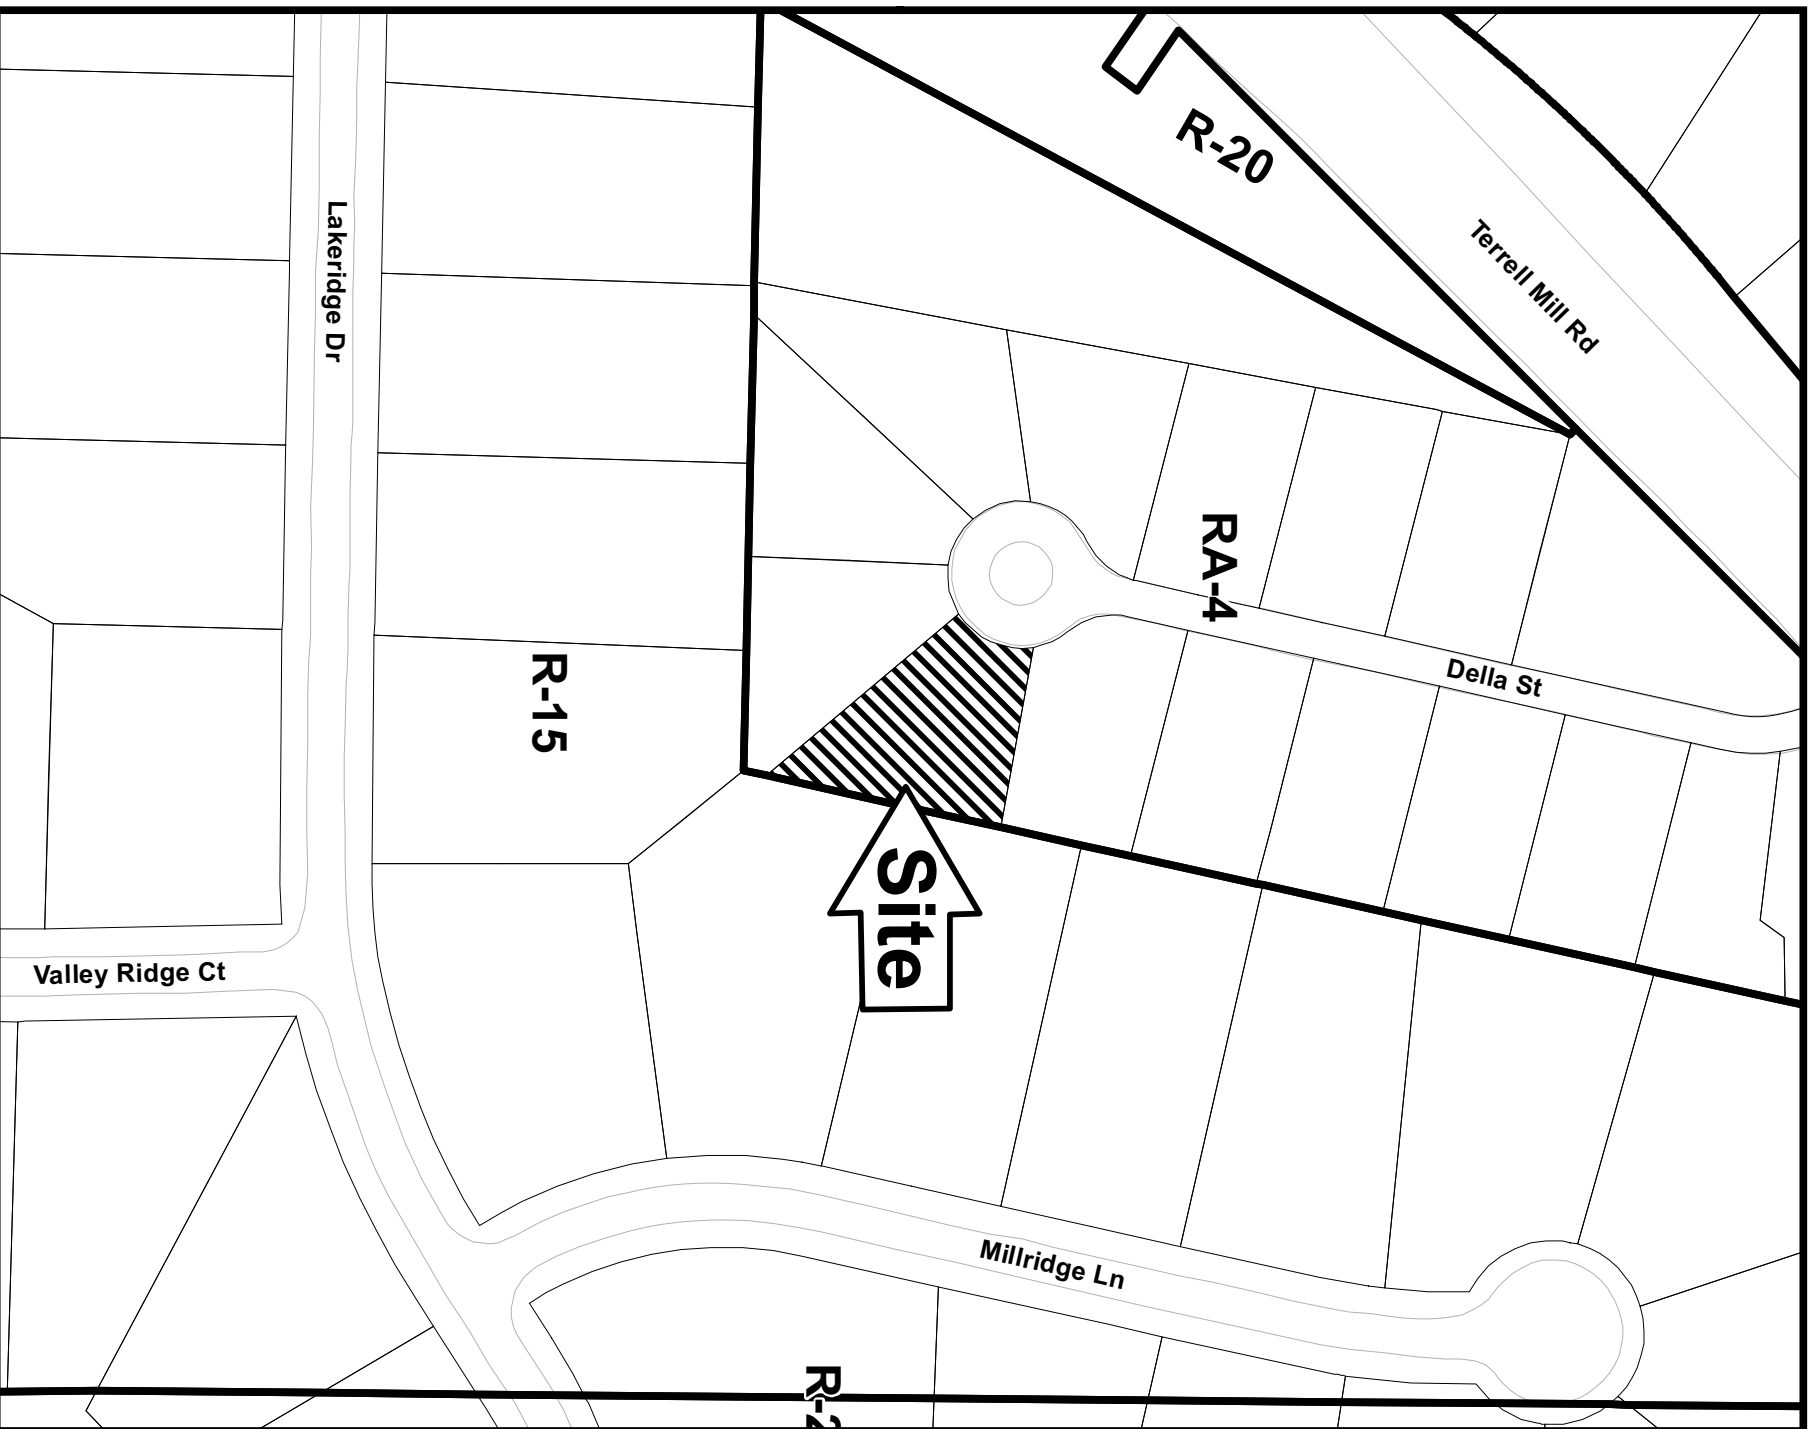 R-20
Terrell Mill Rd
Lakeridge Dr
RA-4
R-15
Della St
Site
Valley Ridge Ct
Millridge Ln